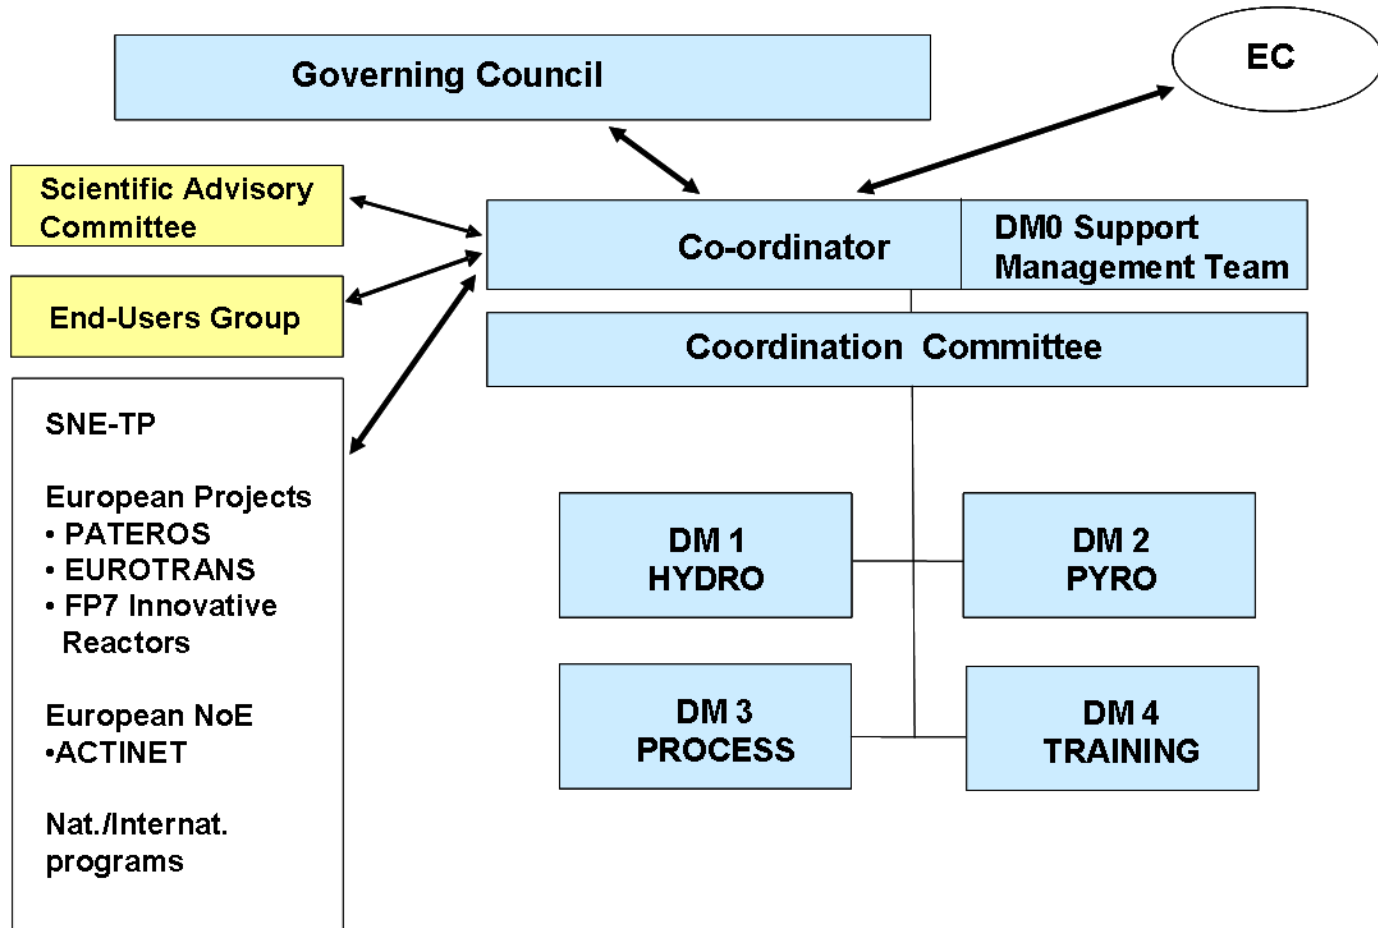 Governing Council
EC
Scientific Advisory
Committee
Co-ordinator
DM0 Support
Management Team
End-Users Group
Coordination Committee
SNE-TP
European Projects
• PATEROS
• EUROTRANS
• FP7 Innovative
Reactors
European NoE
•ACTINET
Nat./Internat.
programs
DM 1
HYDRO
DM 2
PYRO
DM 3
PROCESS
DM 4
TRAINING